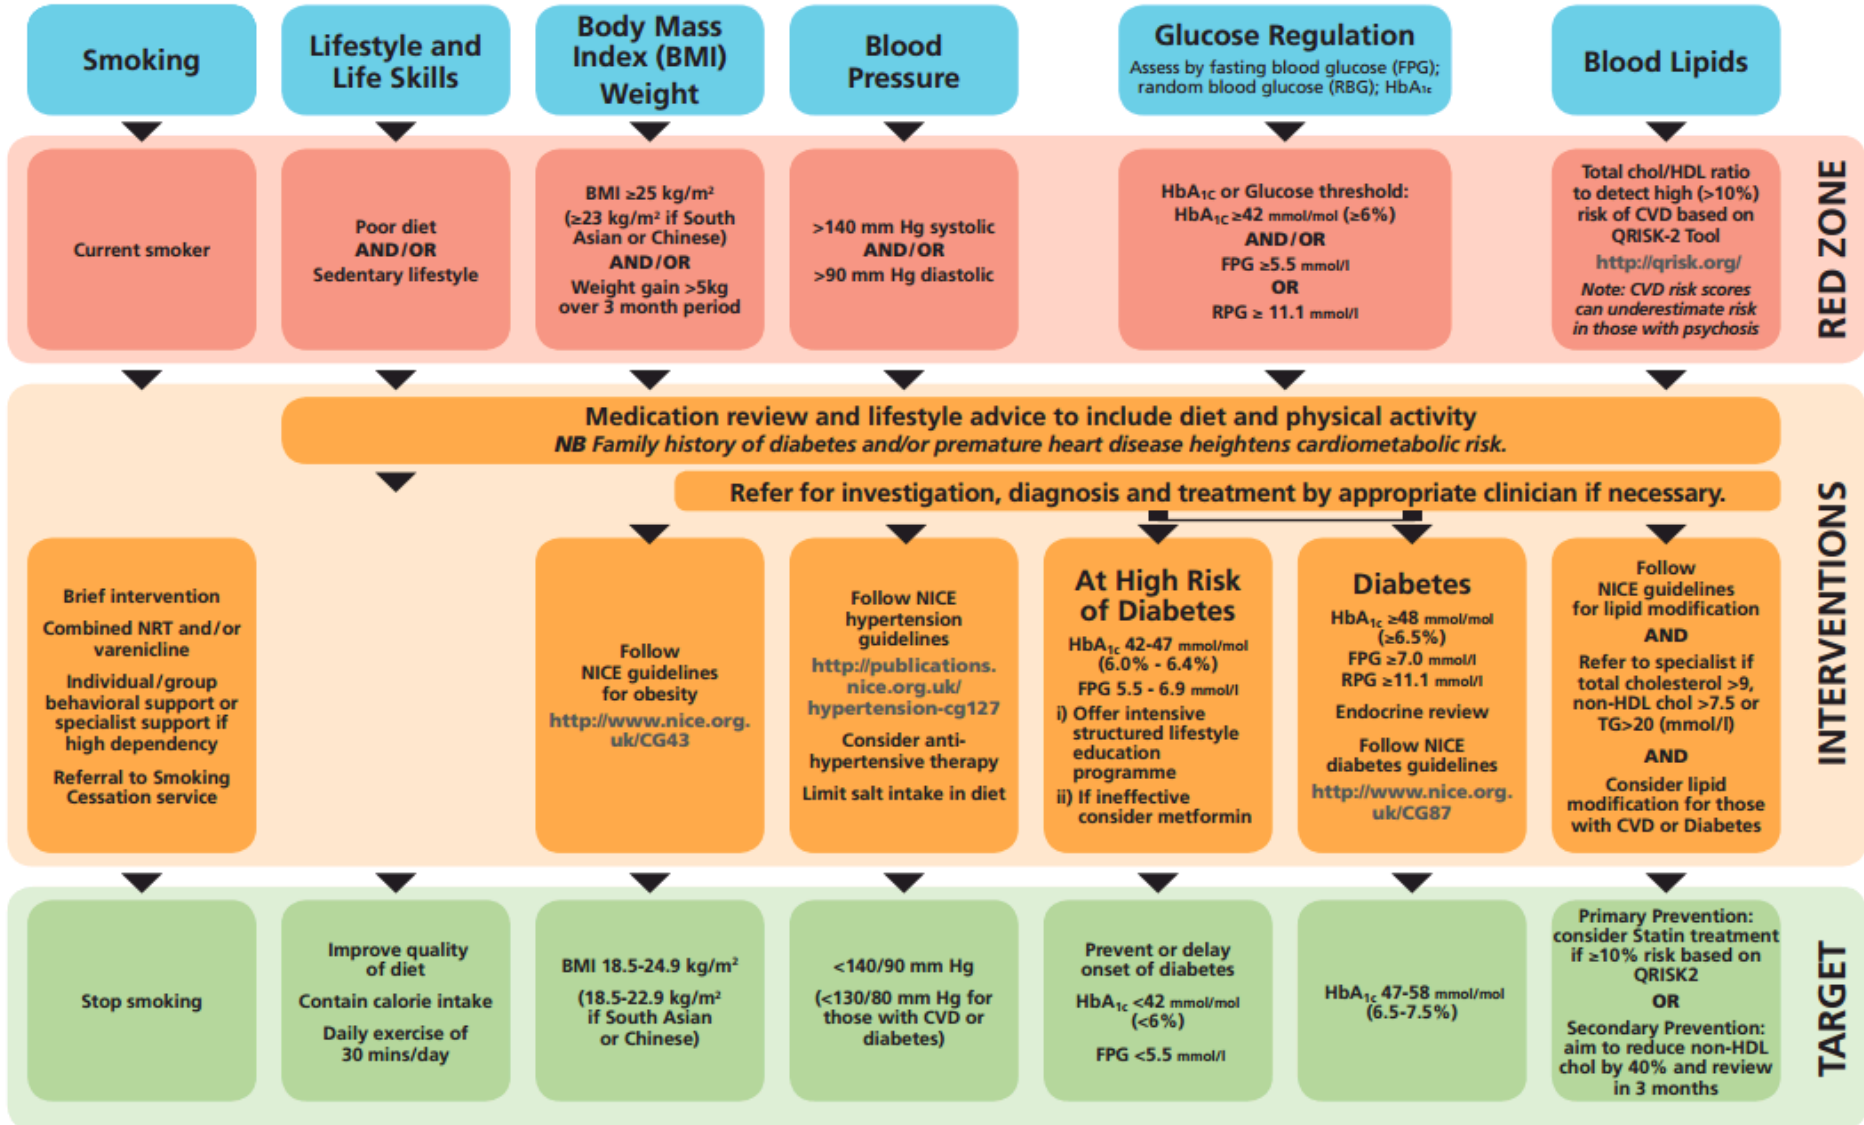 Smoking
Lifestyle and
Life Skills
Body Mass
Index (BMI)
Weight
Blood
Pressure
Glucose Regulation
Assess by fasting blood glucose (FPG);
random blood glucose (RBG); HbA1c
Blood Lipids
RED ZONE
Current smoker
Poor diet
AND/OR
Sedentary lifestyle
BMI ≥25 kg/m²
(≥23 kg/m² if South
Asian or Chinese)
AND/OR
Weight gain >5kg
over 3 month period
>140 mm Hg systolic
AND/OR
>90 mm Hg diastolic
HbA1C or Glucose threshold:
HbA1C ≥42 mmol/mol (≥6%)
AND/OR
FPG ≥5.5 mmol/l
OR
RPG ≥ 11.1 mmol/l
Total chol/HDL ratio
to detect high (>10%)
risk of CVD based on
QRISK-2 Tool
http://qrisk.org/
Note: CVD risk scores
can underestimate risk
in those with psychosis
INTERVENTIONS
Medication review and lifestyle advice to include diet and physical activity
NB Family history of diabetes and/or premature heart disease heightens cardiometabolic risk.
Refer for investigation, diagnosis and treatment by appropriate clinician if necessary.
Brief intervention
Combined NRT and/or
varenicline
Individual/group
behavioral support or
specialist support if
high dependency
Referral to Smoking
Cessation service
Follow
NICE guidelines
for obesity
http://www.nice.org.
uk/CG43
Follow NICE
hypertension
guidelines
http://publications.
nice.org.uk/
hypertension-cg127
Consider anti-
hypertensive therapy
Limit salt intake in diet
At High Risk
of Diabetes
HbA1c 42-47 mmol/mol
(6.0% - 6.4%)
FPG 5.5 - 6.9 mmol/l
i) Offer intensive
structured lifestyle
education
programme
ii) If ineffective
consider metformin
Diabetes
HbA1c ≥48 mmol/mol
(≥6.5%)
FPG ≥7.0 mmol/l
RPG ≥11.1 mmol/l
Endocrine review
Follow NICE
diabetes guidelines
http://www.nice.org.
uk/CG87
Follow
NICE guidelines
for lipid modification
AND
Refer to specialist if
total cholesterol >9,
non-HDL chol >7.5 or
TG>20 (mmol/l)
AND
Consider lipid
modification for those
with CVD or Diabetes
TARGET
Stop smoking
Improve quality
of diet
Contain calorie intake
Daily exercise of
30 mins/day
BMI 18.5-24.9 kg/m²
(18.5-22.9 kg/m²
if South Asian
or Chinese)
<140/90 mm Hg
(<130/80 mm Hg for
those with CVD or
diabetes)
Prevent or delay
onset of diabetes
HbA1c <42 mmol/mol
(<6%)
FPG <5.5 mmol/l
HbA1c 47-58 mmol/mol
(6.5-7.5%)
Primary Prevention:
consider Statin treatment
if ≥10% risk based on
QRISK2
OR
Secondary Prevention:
aim to reduce non-HDL
chol by 40% and review
in 3 months